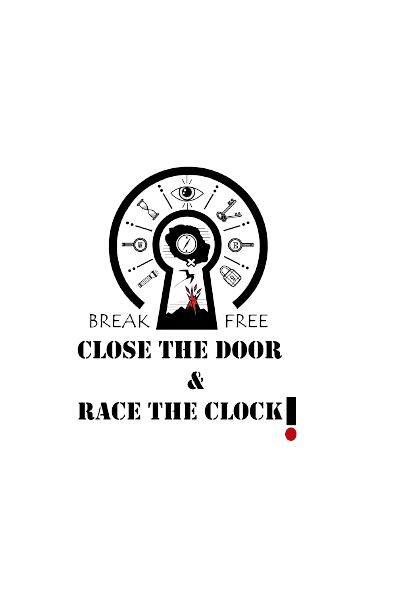 W
B
BREAK FREE
CLOSE THE DOOR
&
RACE THE CLOCK!